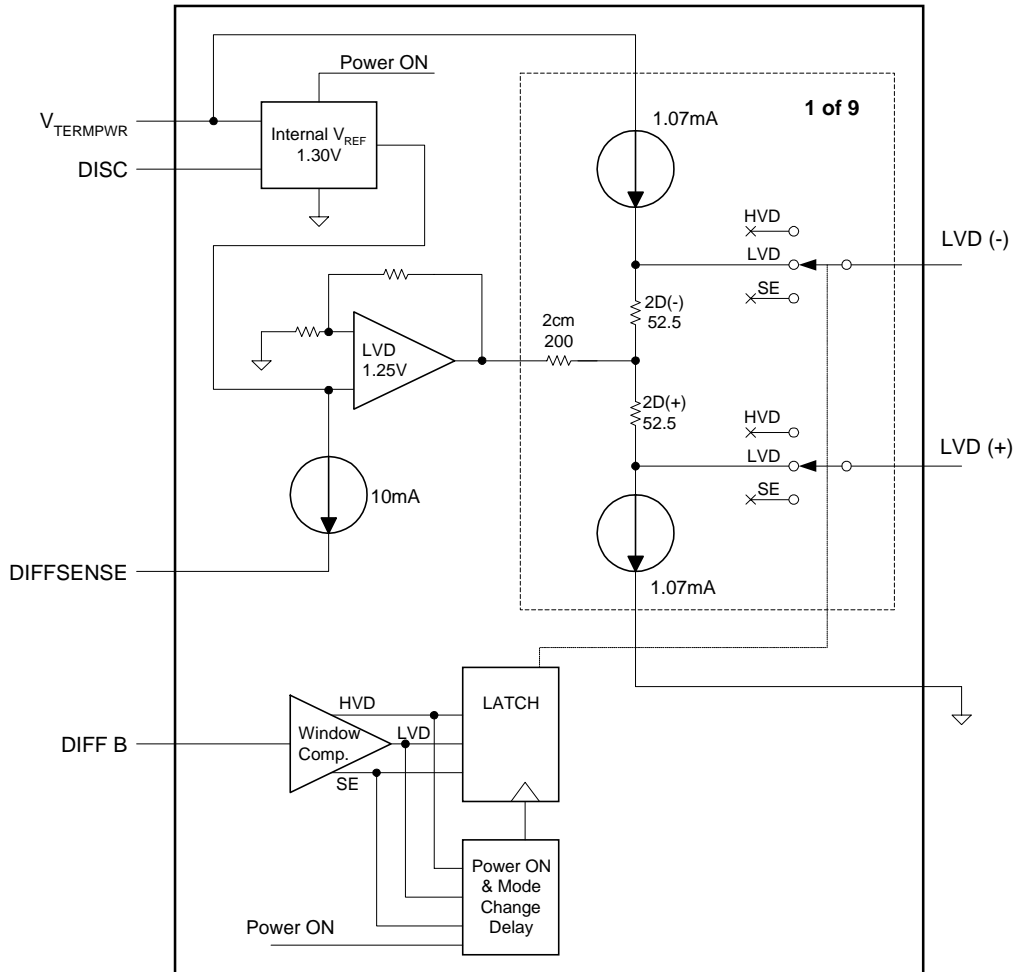 Power ON
1 of 9
V_TERMPWR
Internal V_REF
1.30V
1.07mA
DISC
HVD
LVD
SE
LVD (-)
2D(-)
52.5
2cm
200
LVD
1.25V
2D(+)
52.5
HVD
LVD
SE
LVD (+)
10mA
DIFFSENSE
1.07mA
LATCH
HVD
Window
Comp.
LVD
SE
DIFF B
Power ON
& Mode
Change
Delay
Power ON